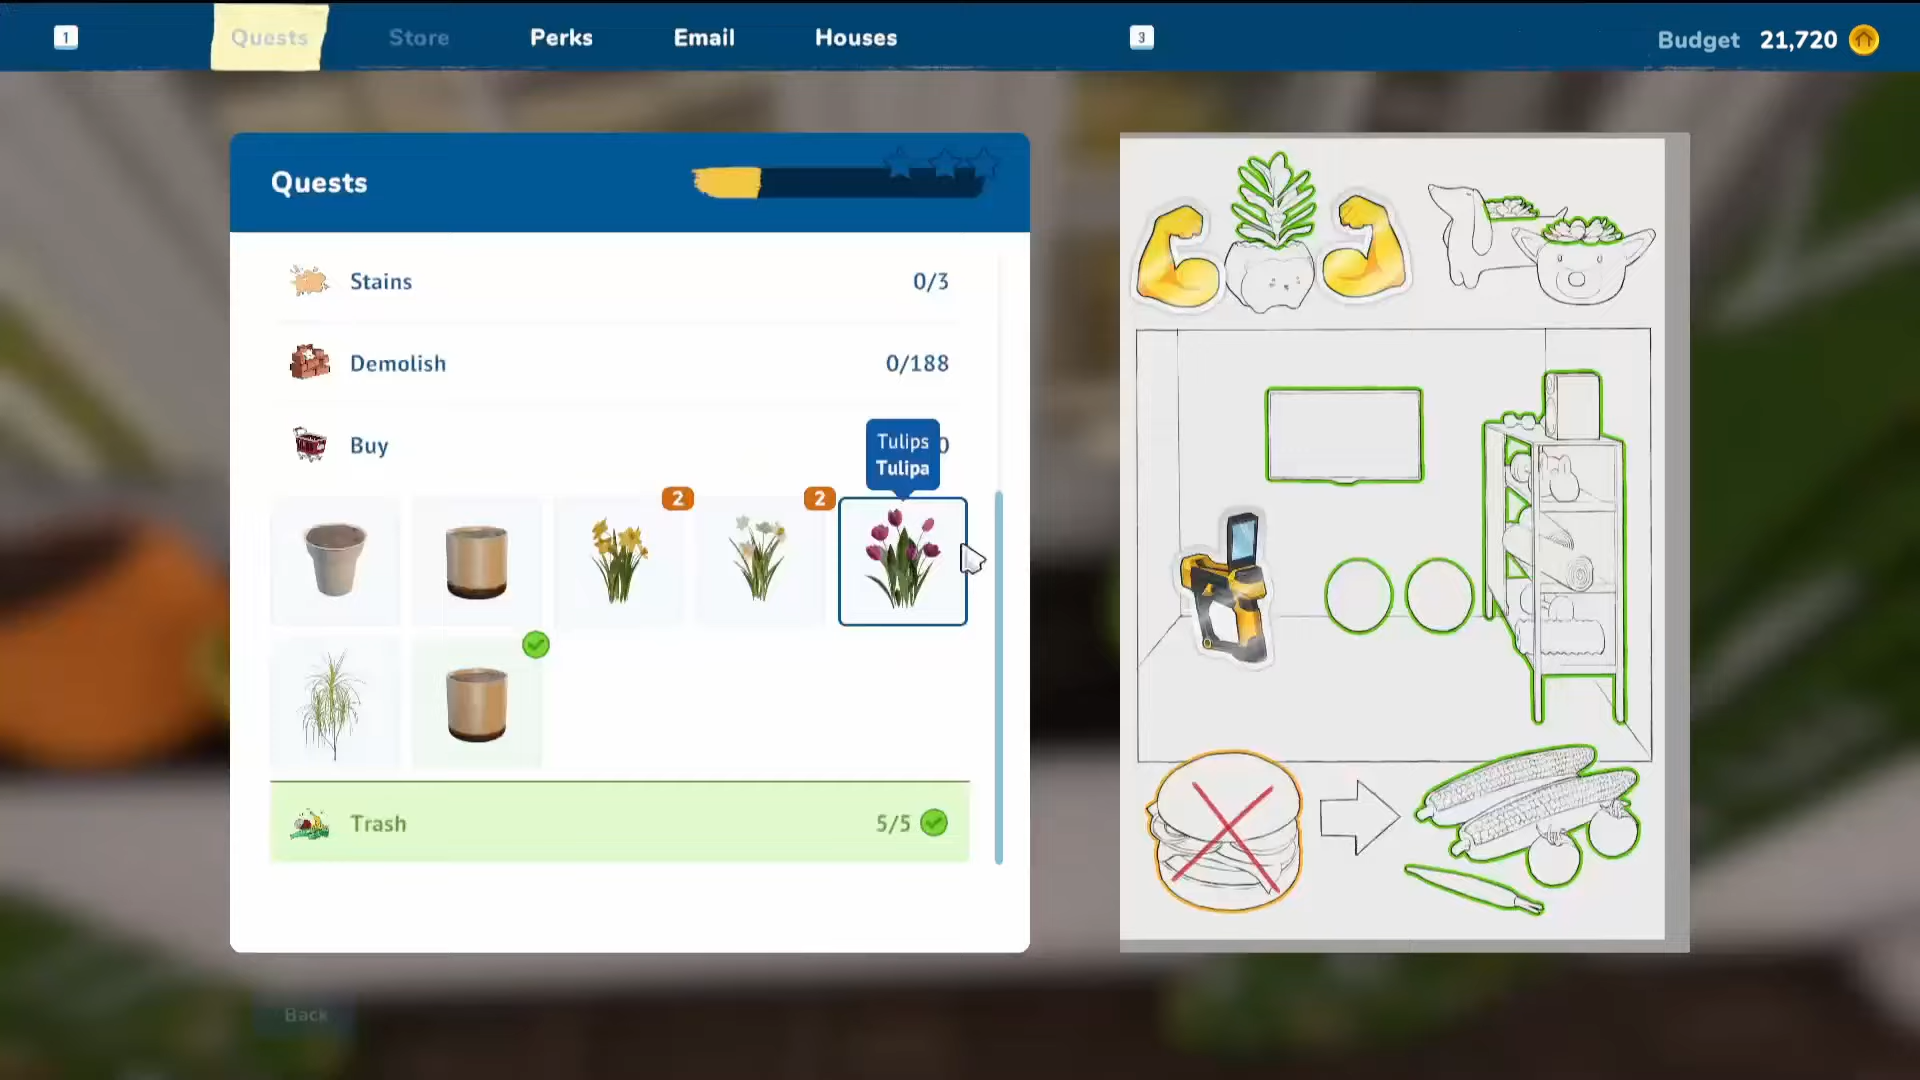 1
Quests
Store
Perks
Email
Houses
3
Budget 21,720
Quests
Stains 0/3
Demolish 0/188
Buy
0
Tulips
Tulipa
2
2
Trash 5/5
Back